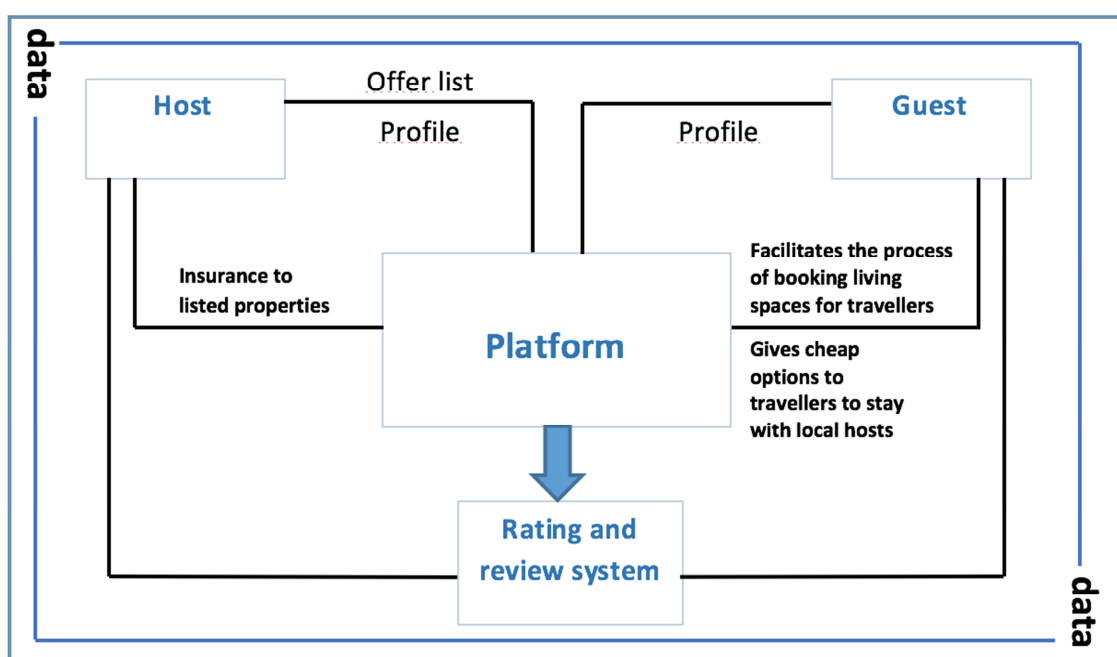 data
Host
Offer list
Profile
Profile
Guest
Insurance to
listed properties
Platform
Facilitates the process
of booking living
spaces for travellers
Gives cheap
options to
travellers to stay
with local hosts
Rating and
review system
data